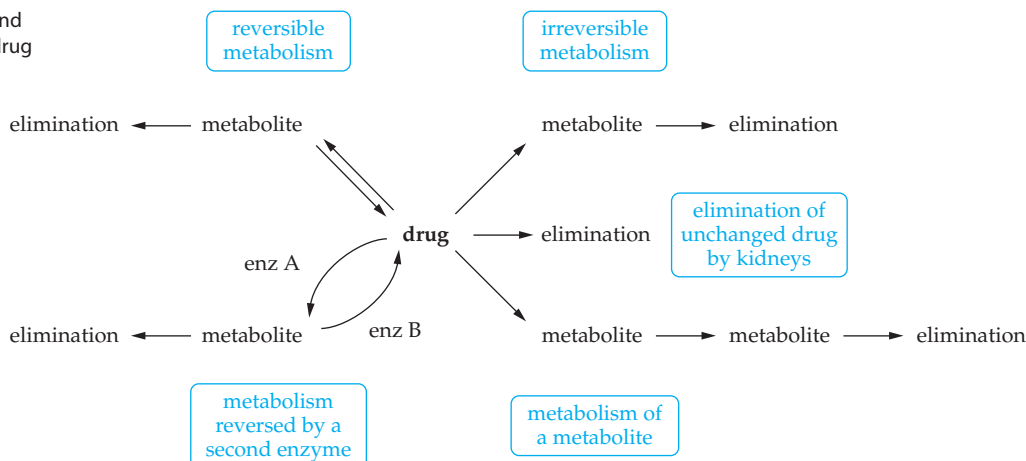 nd
rug
reversible
metabolism
irreversible
metabolism
elimination
metabolite
metabolite
elimination
drug
elimination
elimination of
unchanged drug
by kidneys
enz A
enz B
elimination
metabolite
metabolite
metabolite
elimination
metabolism
reversed by a
second enzyme
metabolism of
a metabolite